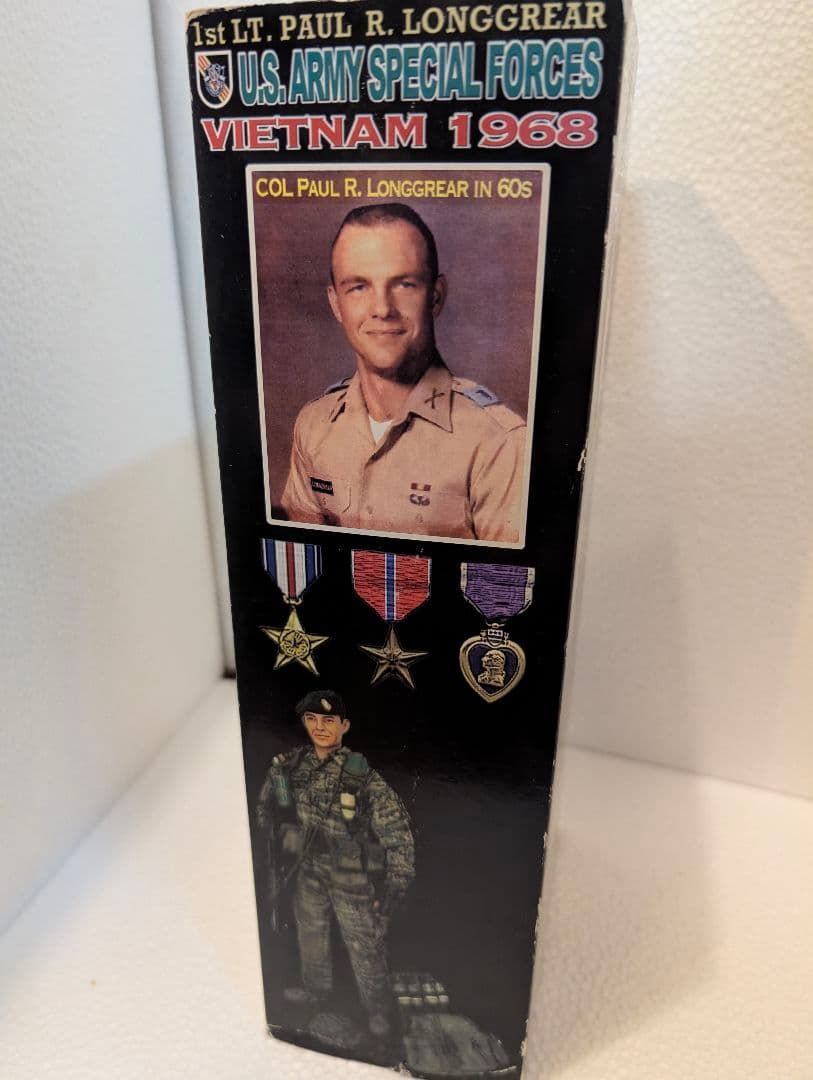 1st LT. PAUL R. LONGGREAR
U.S. ARMY SPECIAL FORCES
VIETNAM 1968
COL PAUL R. LONGGREAR IN 60S